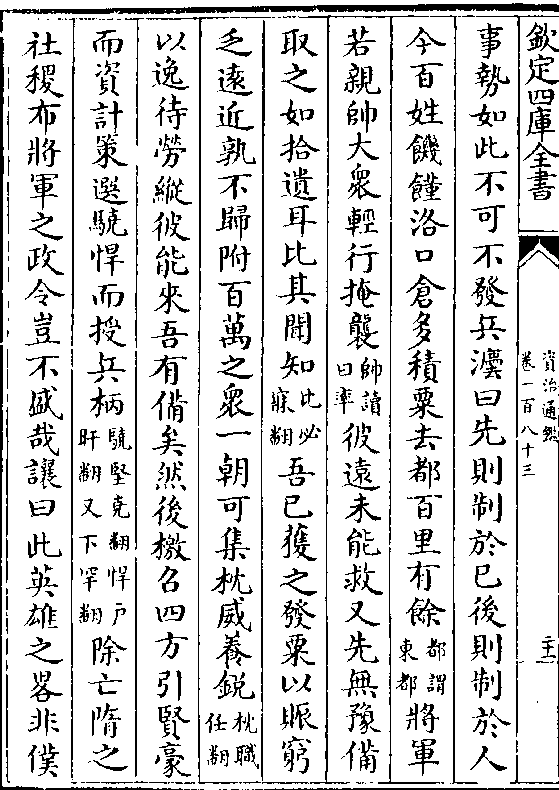 欽定四庫全書
資治通鑑
卷一百八十三
二十一
事勢如此不可不發兵瀍曰先則制於已後則制於人
今百姓饑饉洛口倉多積粟去都百里有餘都謂東都將軍
若親帥大眾輕行掩襲帥讀曰率彼遠未能救又先無豫備
取之如拾遺耳比其聞知比必寐翻吾已獲之發粟以賑窮
乏遠近孰不歸附百萬之眾一朝可集枕威養銳枕職任翻
以逸待勞縱彼能來吾有備矣然後檄召四方引賢豪
而資計策選驍悍而授兵柄驍堅堯翻悍戶旰翻又下罕翻除亡隋之
社稷布將軍之政令豈不盛哉讓曰此英雄之畧非僕